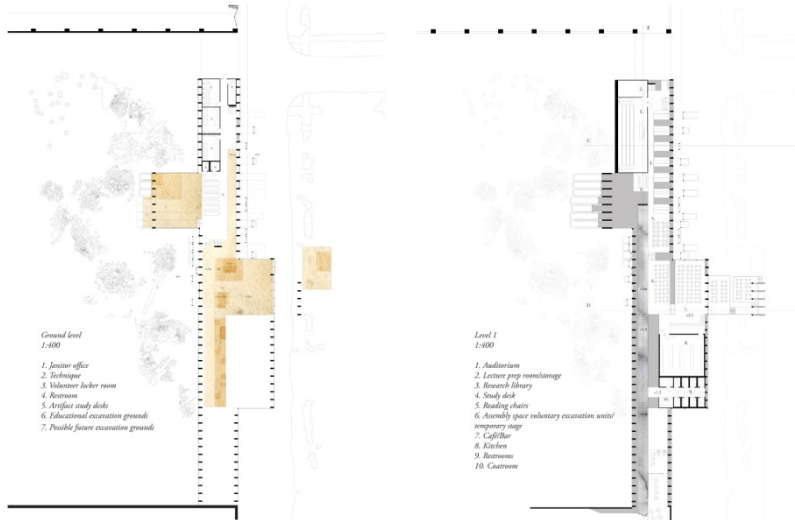 Ground level
1:400
1. Janitor office
2. Technique
3. Volunteer locker room
4. Restroom
5. Artifact study desks
6. Educational excavation grounds
7. Possible future excavation grounds
Level 1
1:400
1. Auditorium
2. Lecture prep room/storage
3. Research library
4. Study desk
5. Reading chairs
6. Assembly space voluntary excavation units/
temporary stage
7. Café/Bar
8. Kitchen
9. Restrooms
10. Coatroom